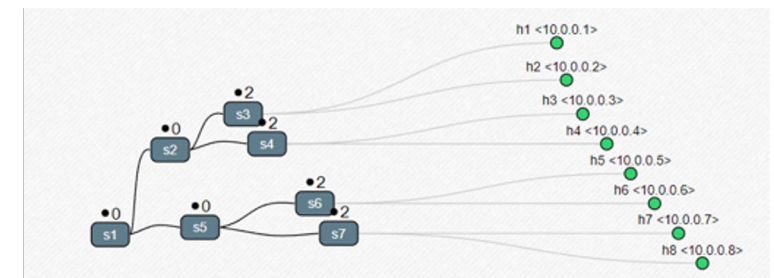 h1 <10.0.0.1>
h2 <10.0.0.2>
•2
s3
h3 <10.0.0.3>
•2
s4
h4 <10.0.0.4>
•0
s2
h5 <10.0.0.5>
•2
s6
h6 <10.0.0.6>
•0
s1
•0
s5
•2
s7
h7 <10.0.0.7>
h8 <10.0.0.8>